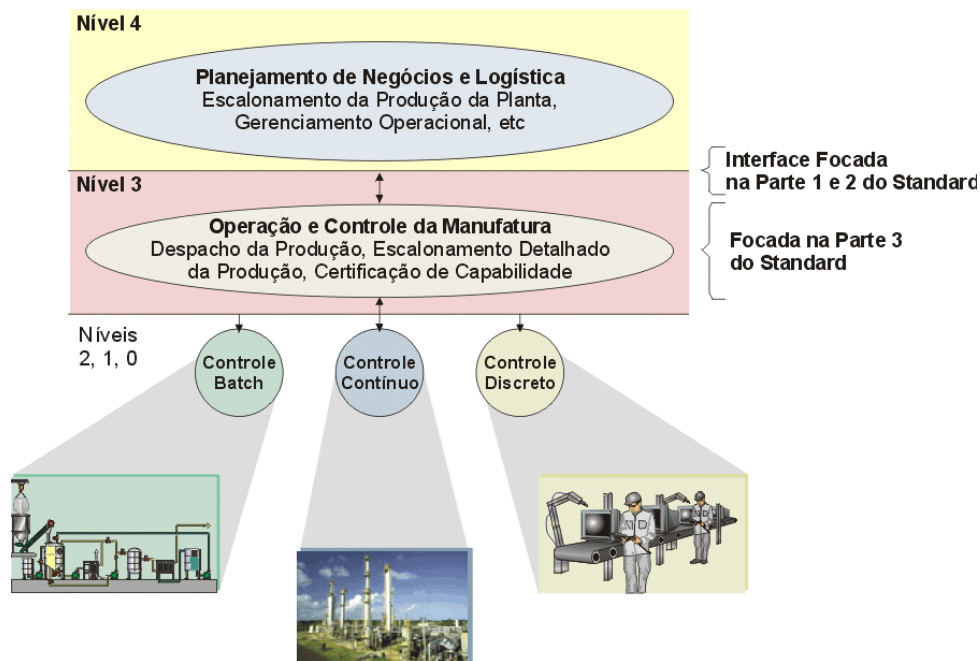 Nível 4
Planejamento de Negócios e Logística
Escalonamento da Produção da Planta,
Gerenciamento Operacional, etc
Interface Focada
na Parte 1 e 2 do Standard
Nível 3
Operação e Controle da Manufatura
Despacho da Produção, Escalonamento Detalhado
da Produção, Certificação de Capabilidade
Focada na Parte 3
do Standard
Níveis
2, 1, 0
Controle
Batch
Controle
Contínuo
Controle
Discreto